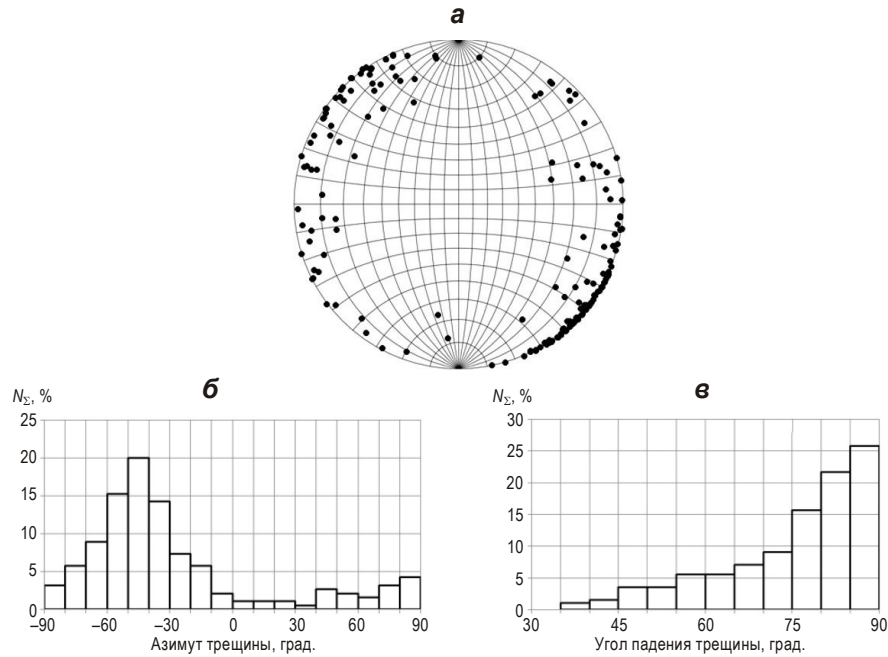 а
б
N_Σ, %
25
20
15
10
5
0
–90 –60 –30 0 30 60 90
Азимут трещины, град.
в
N_Σ, %
30
25
20
15
10
5
0
30 45 60 75 90
Угол падения трещины, град.